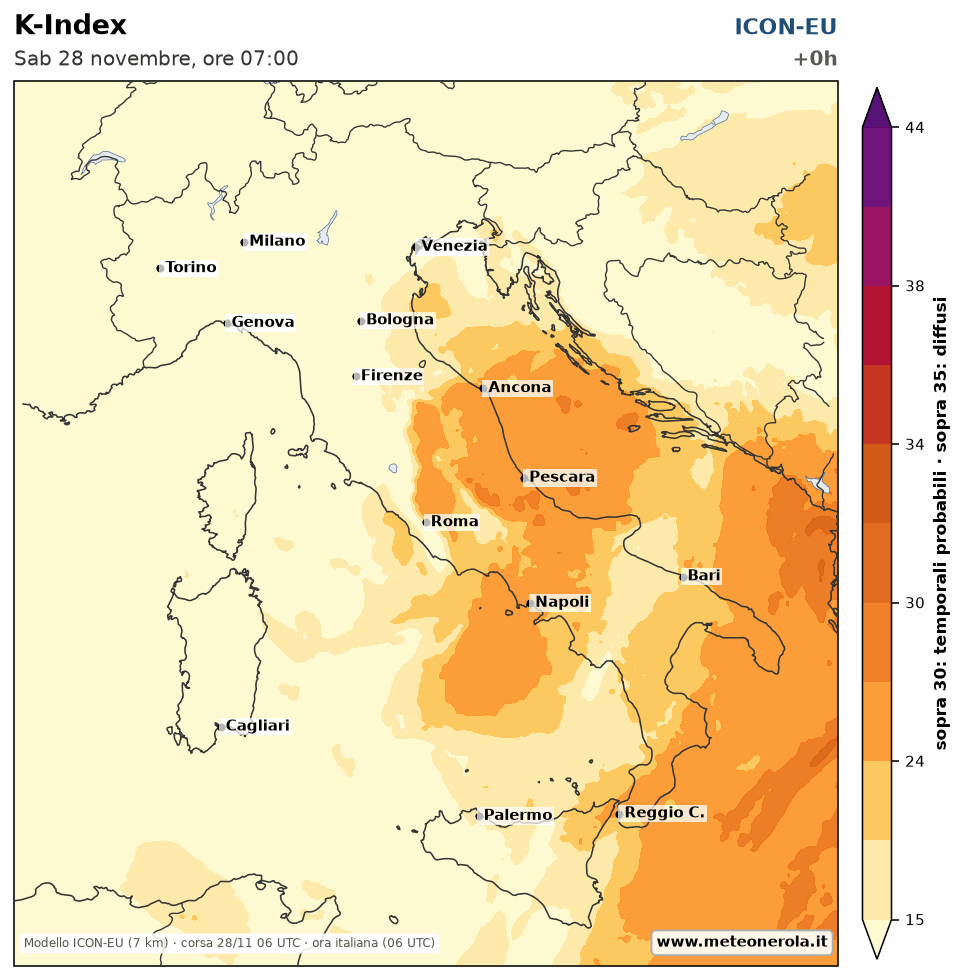 K-Index
ICON-EU
Sab 28 novembre, ore 07:00
+0h
44
38
34
30
24
15
sopra 30: temporali probabili · sopra 35: diffusi
Milano
Venezia
Torino
Genova
Bologna
Firenze
Ancona
Pescara
Roma
Bari
Napoli
Cagliari
Palermo
Reggio C.
Modello ICON-EU (7 km) · corsa 28/11 06 UTC · ora italiana (06 UTC)
www.meteonerola.it